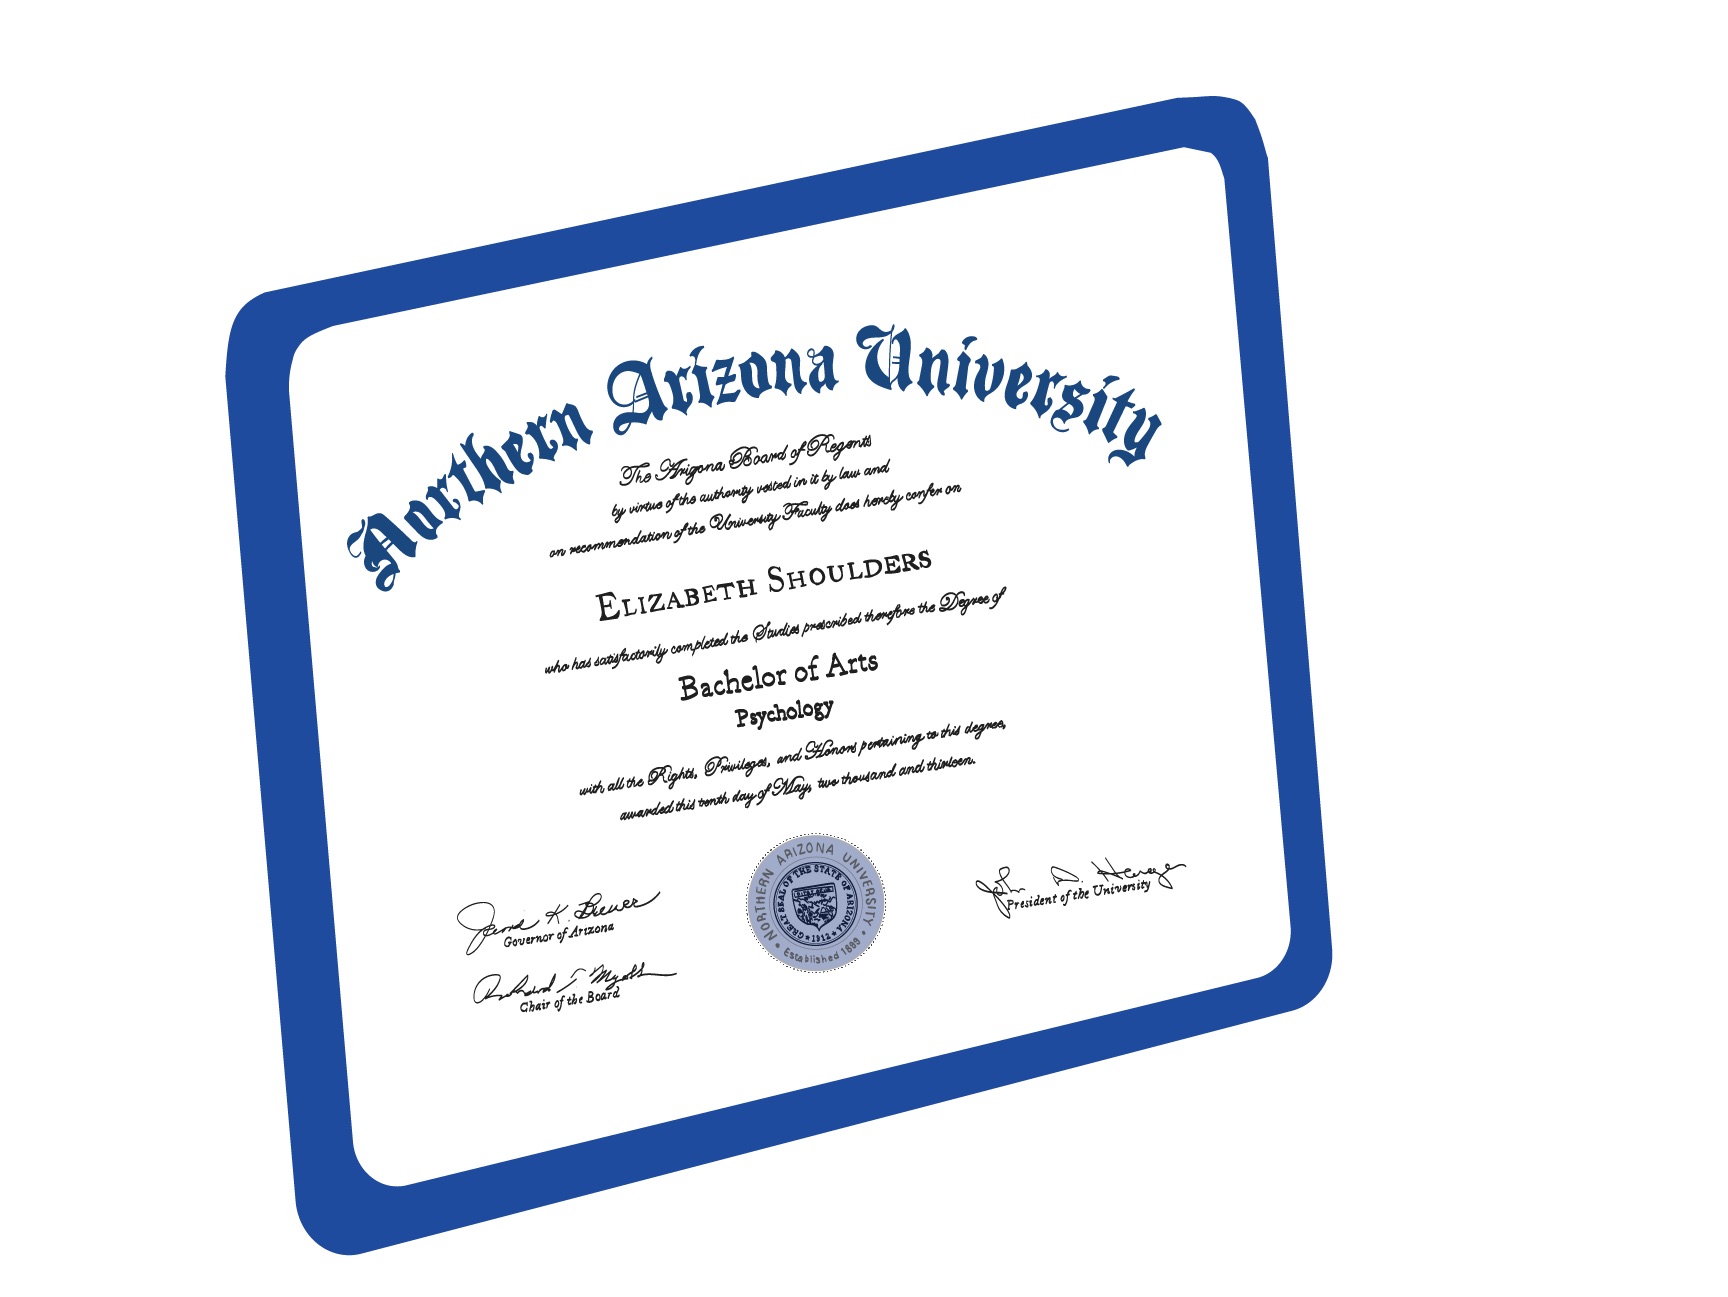 Northern Arizona University
The Arizona Board of Regents
by virtue of the authority vested in it by law and
on recommendation of the University Faculty does hereby confer on
Elizabeth Shoulders
who has satisfactorily completed the Studies prescribed therefore the Degree of
Bachelor of Arts
Psychology
with all the Rights, Privileges, and Honors pertaining to this degree,
awarded this tenth day of May, two thousand and thirteen.
NORTHERN ARIZONA UNIVERSITY
Established 1899
GREAT SEAL OF THE STATE OF ARIZONA
1912
K. Brewer
Governor of Arizona
Chair of the Board
John D. Haeger
President of the University